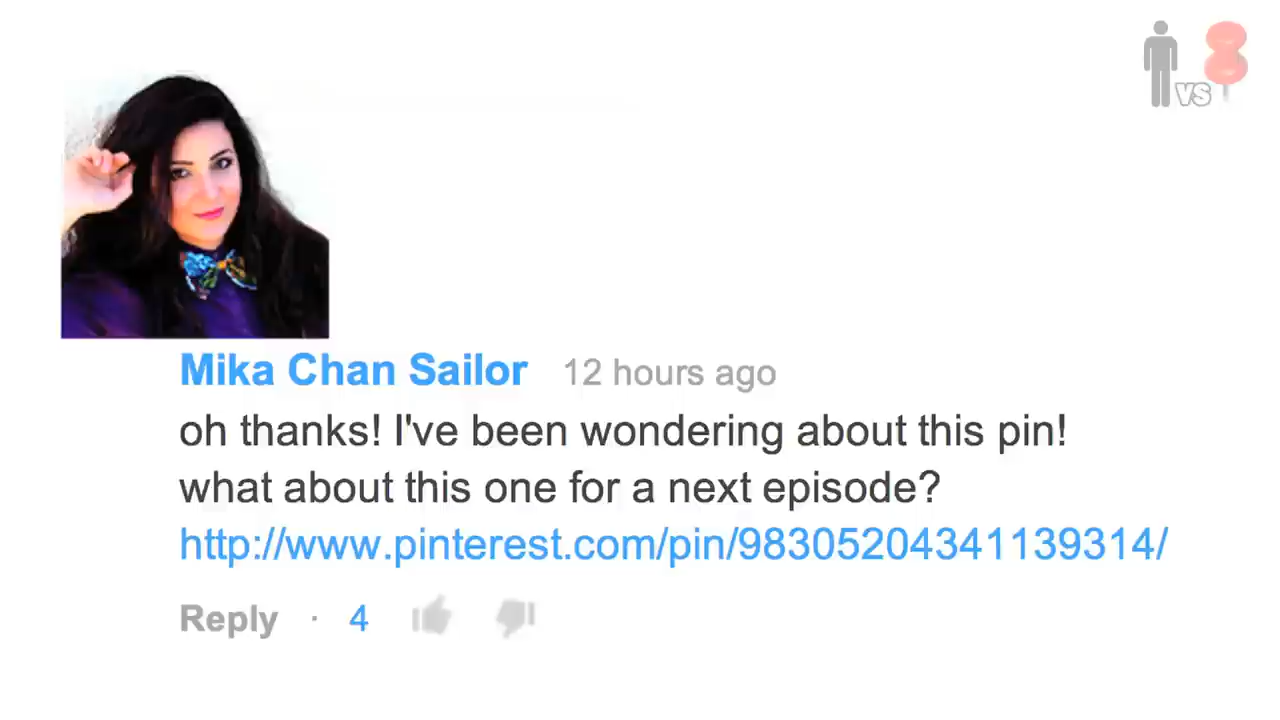 VS
Mika Chan Sailor 12 hours ago
oh thanks! I've been wondering about this pin!
what about this one for a next episode?
http://www.pinterest.com/pin/98305204341139314/
Reply · 4